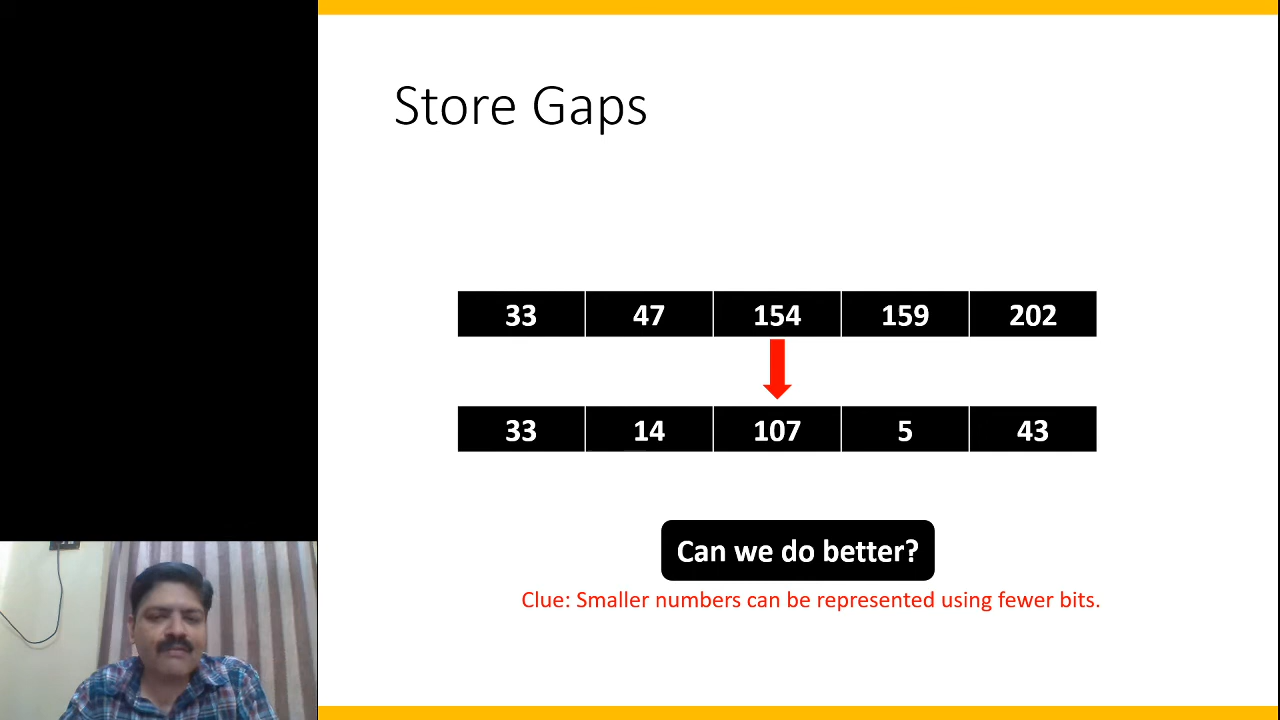 Store Gaps
33 47 154 159 202
33 14 107 5 43
Can we do better?
Clue: Smaller numbers can be represented using fewer bits.